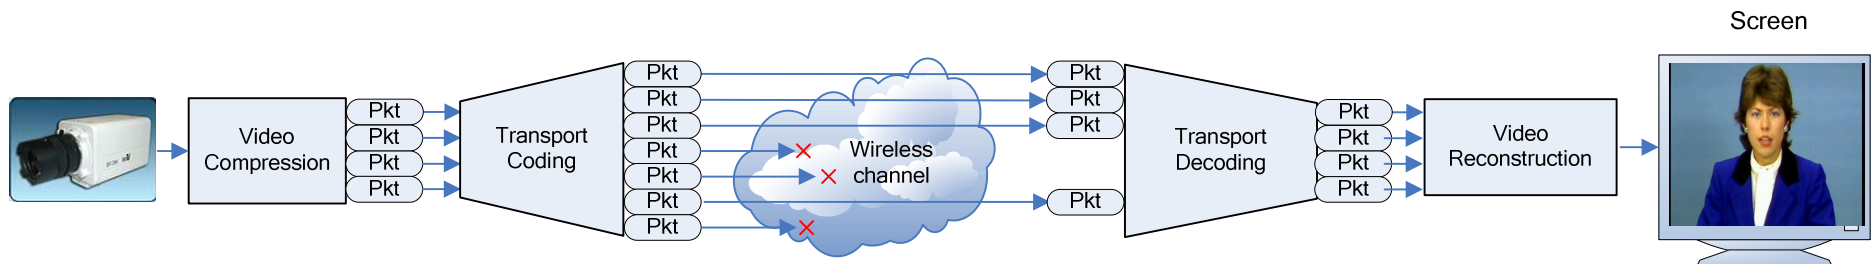 Screen
Video
Compression
Pkt
Pkt
Pkt
Pkt
Transport
Coding
Pkt
Pkt
Pkt
Pkt
Pkt
Pkt
Pkt
Wireless
channel
Pkt
Pkt
Pkt
Pkt
Transport
Decoding
Pkt
Pkt
Pkt
Pkt
Video
Reconstruction